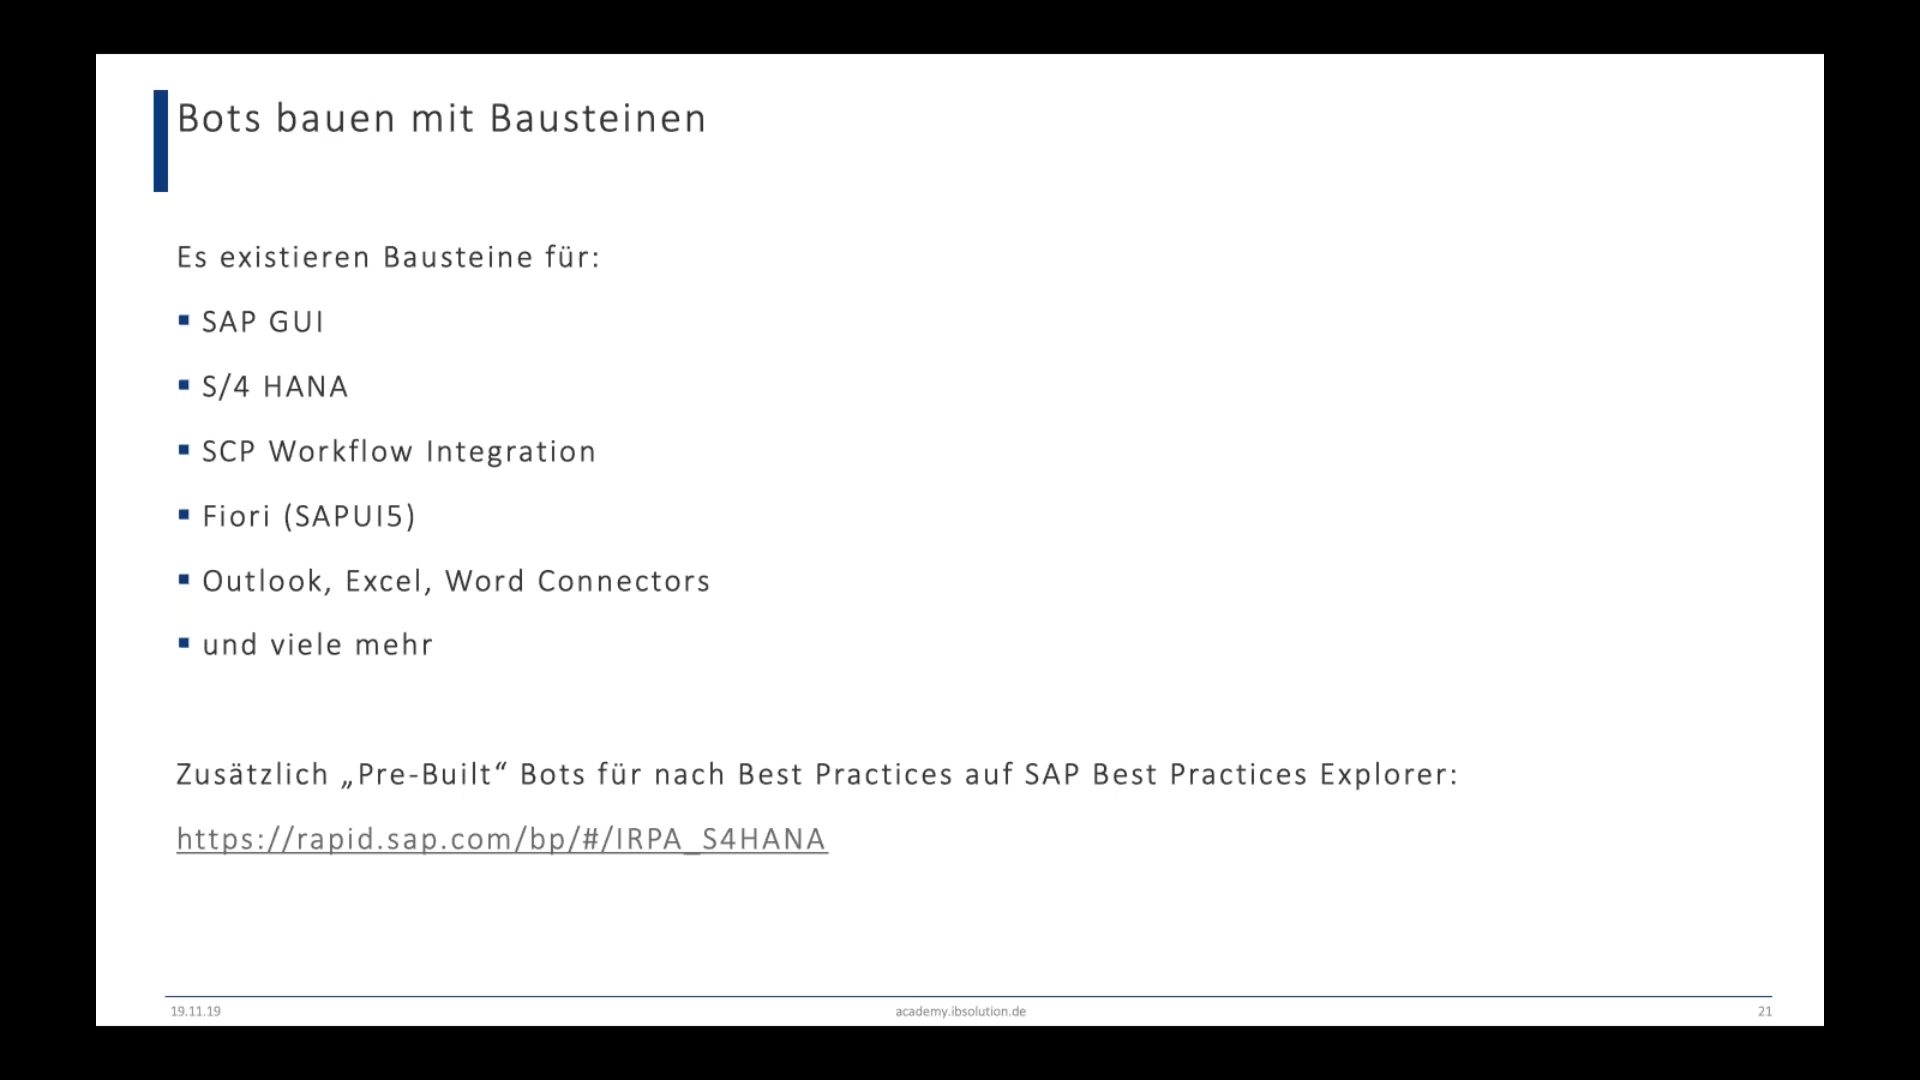 Bots bauen mit Bausteinen
Es existieren Bausteine für:
▪ SAP GUI
▪ S/4 HANA
▪ SCP Workflow Integration
▪ Fiori (SAPUI5)
▪ Outlook, Excel, Word Connectors
▪ und viele mehr
Zusätzlich „Pre-Built“ Bots für nach Best Practices auf SAP Best Practices Explorer:
https://rapid.sap.com/bp/#/IRPA_S4HANA
19.11.19
academy.ibsolution.de
21